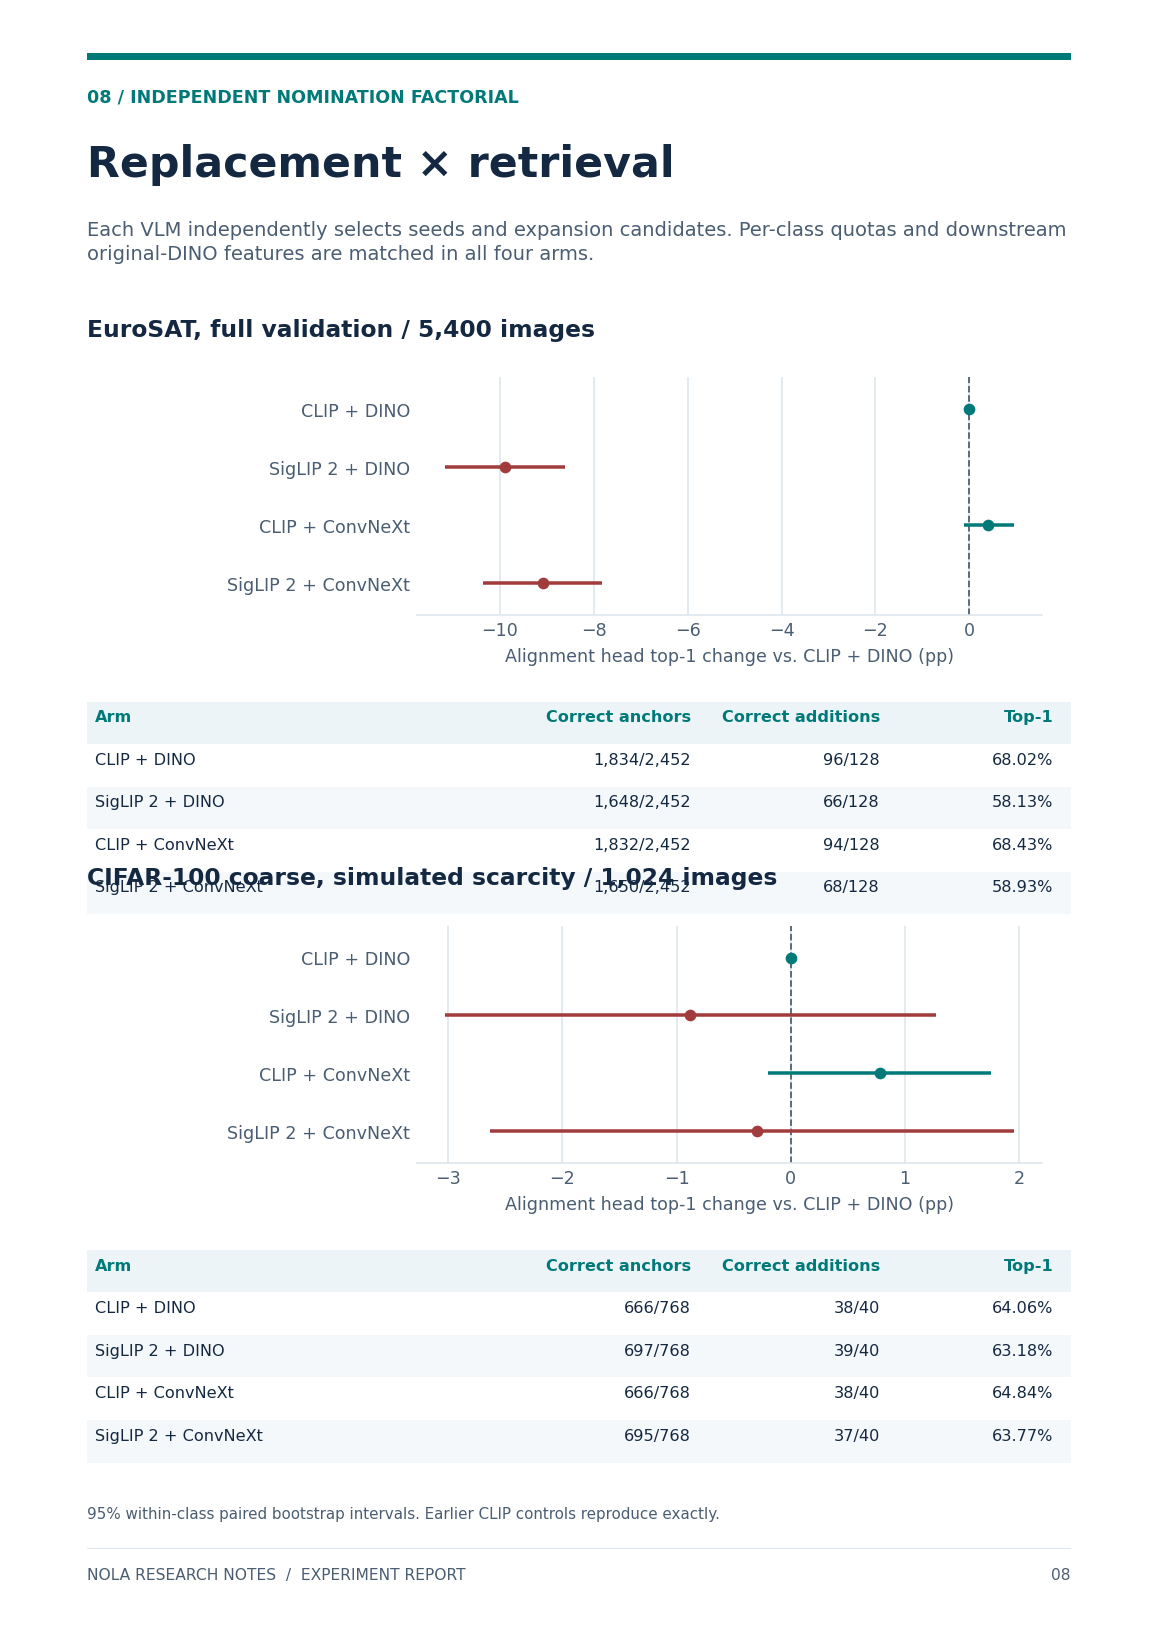 08 / INDEPENDENT NOMINATION FACTORIAL
Replacement × retrieval
Each VLM independently selects seeds and expansion candidates. Per-class quotas and downstream
original-DINO features are matched in all four arms.
EuroSAT, full validation / 5,400 images
CLIP + DINO
SigLIP 2 + DINO
CLIP + ConvNeXt
SigLIP 2 + ConvNeXt
−10 −8 −6 −4 −2 0
Alignment head top-1 change vs. CLIP + DINO (pp)
Arm Correct anchors Correct additions Top-1
CLIP + DINO 1,834/2,452 96/128 68.02%
SigLIP 2 + DINO 1,648/2,452 66/128 58.13%
CLIP + ConvNeXt 1,832/2,452 94/128 68.43%
SigLIP 2 + ConvNeXt 1,650/2,452 68/128 58.93%
CIFAR-100 coarse, simulated scarcity / 1,024 images
CLIP + DINO
SigLIP 2 + DINO
CLIP + ConvNeXt
SigLIP 2 + ConvNeXt
−3 −2 −1 0 1 2
Alignment head top-1 change vs. CLIP + DINO (pp)
Arm Correct anchors Correct additions Top-1
CLIP + DINO 666/768 38/40 64.06%
SigLIP 2 + DINO 697/768 39/40 63.18%
CLIP + ConvNeXt 666/768 38/40 64.84%
SigLIP 2 + ConvNeXt 695/768 37/40 63.77%
95% within-class paired bootstrap intervals. Earlier CLIP controls reproduce exactly.
NOLA RESEARCH NOTES / EXPERIMENT REPORT 08